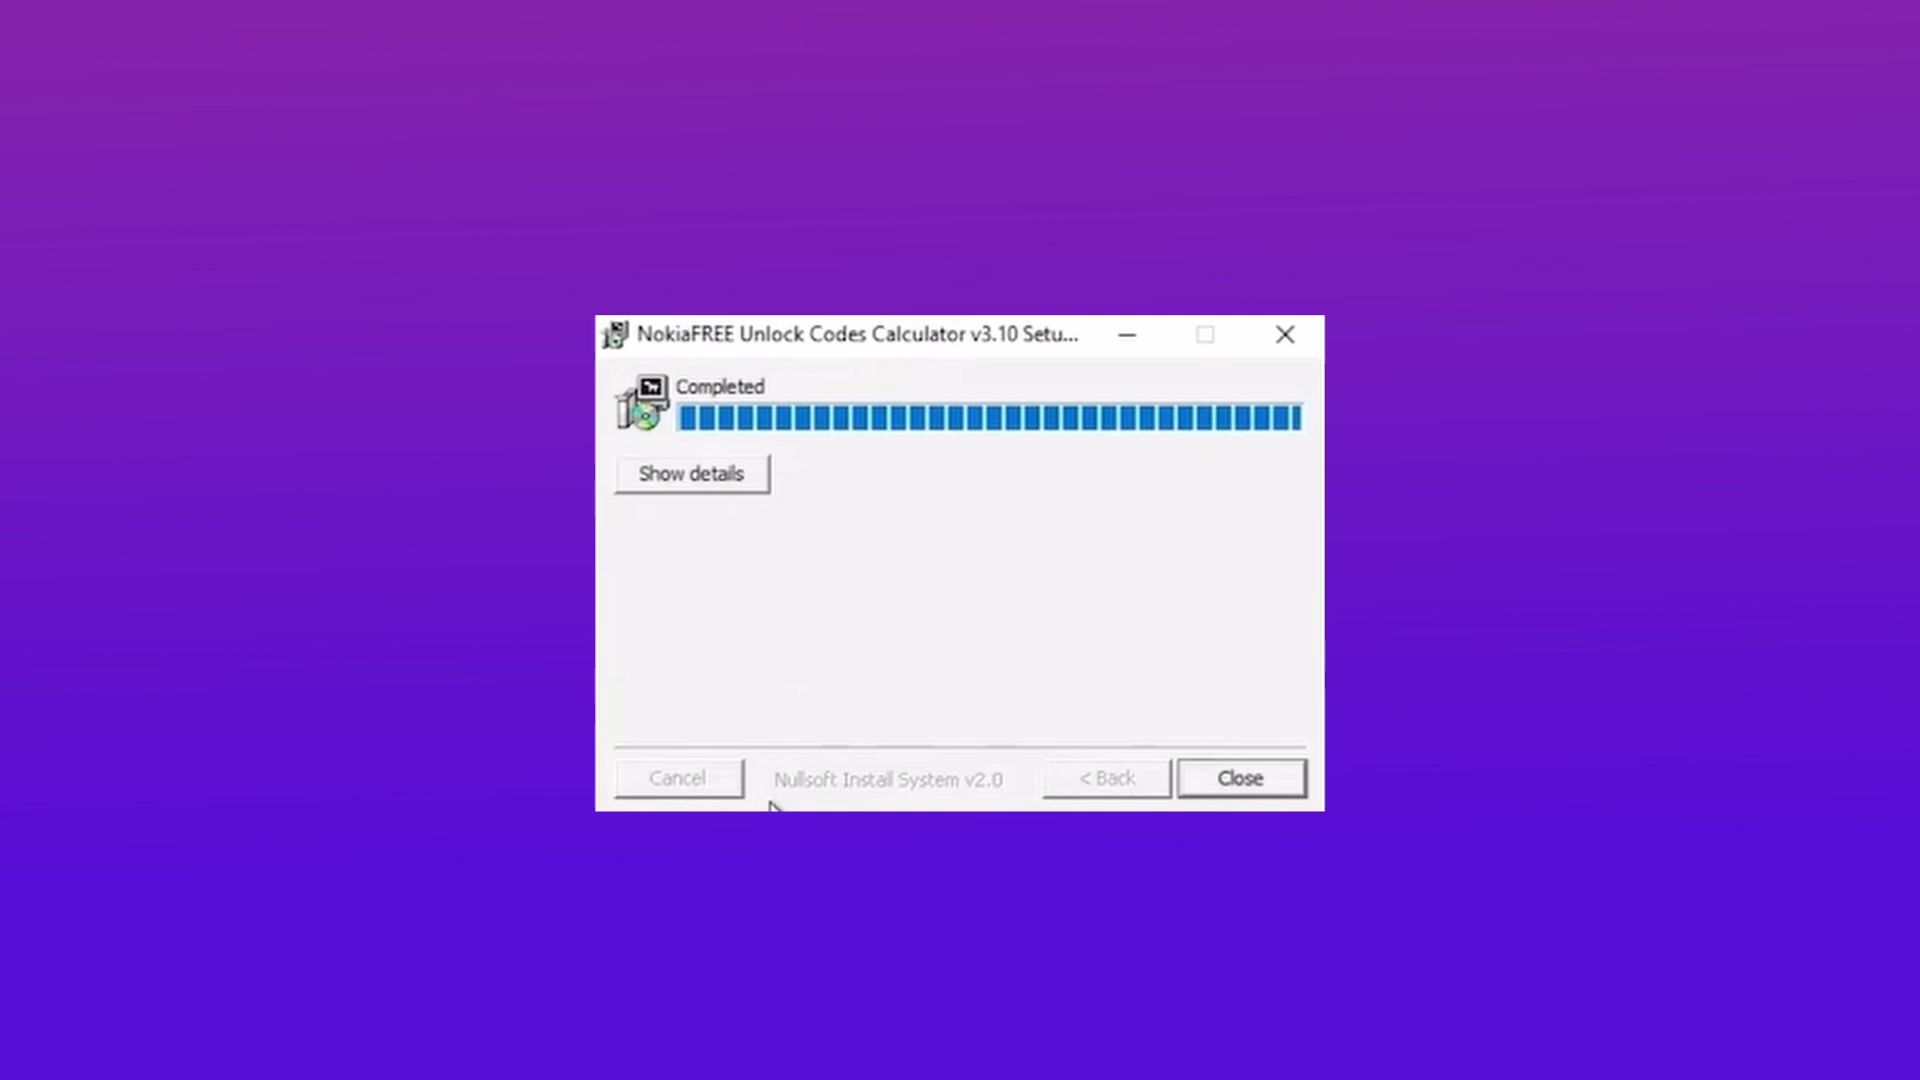 NokiaFREE Unlock Codes Calculator v3.10 Setu...
Completed
Show details
Cancel
Nullsoft Install System v2.0
< Back
Close